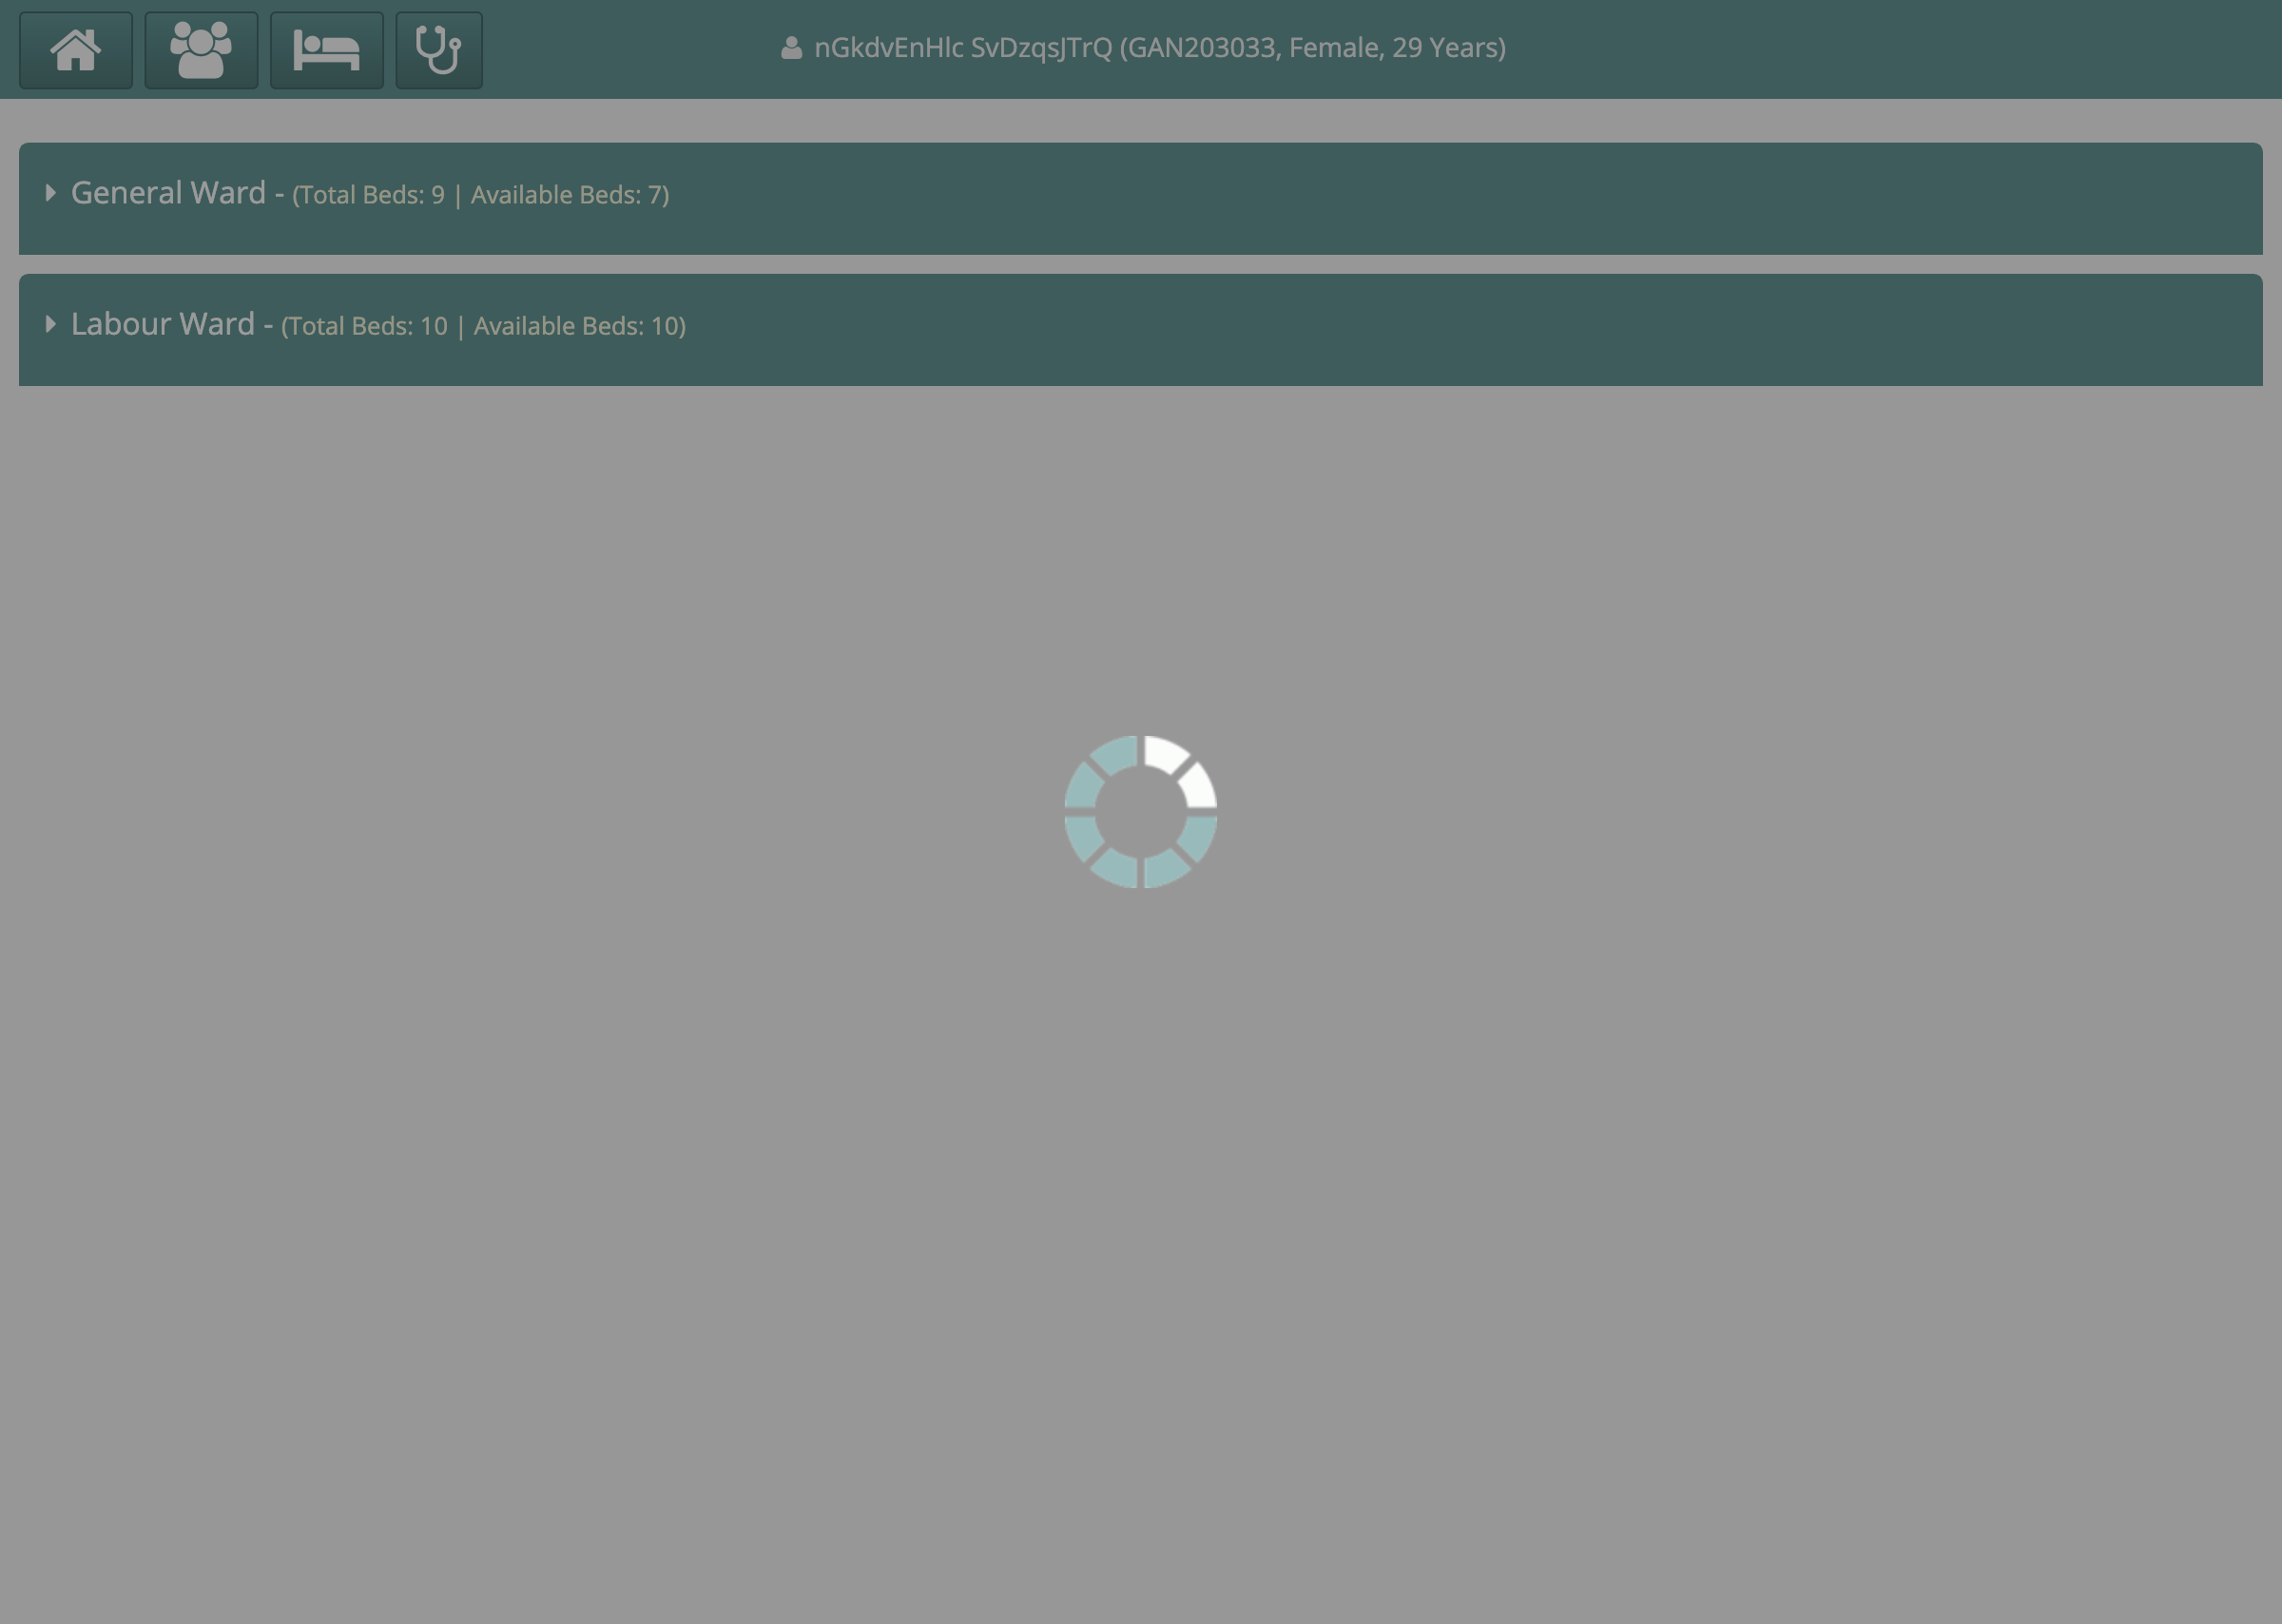 nGkdvEnHlc SvDzqsJTrQ (GAN203033, Female, 29 Years)
General Ward - (Total Beds: 9 | Available Beds: 7)
Labour Ward - (Total Beds: 10 | Available Beds: 10)